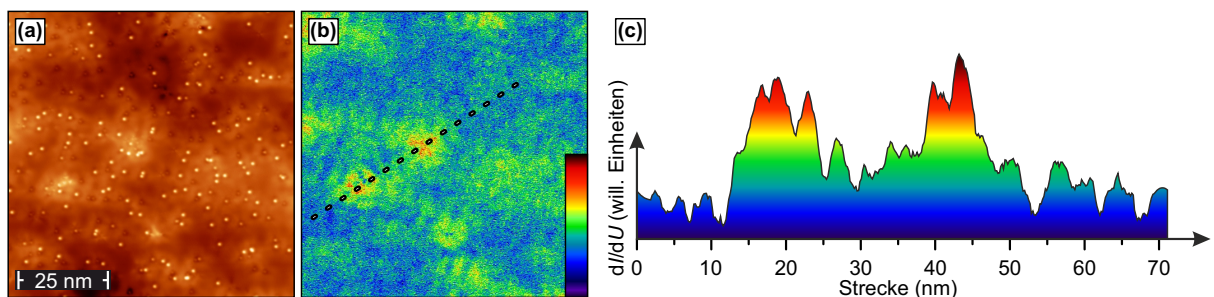 (a)
25 nm
(b)
(c)
dI/dU (will. Einheiten)
0 10 20 30 40 50 60 70
Strecke (nm)